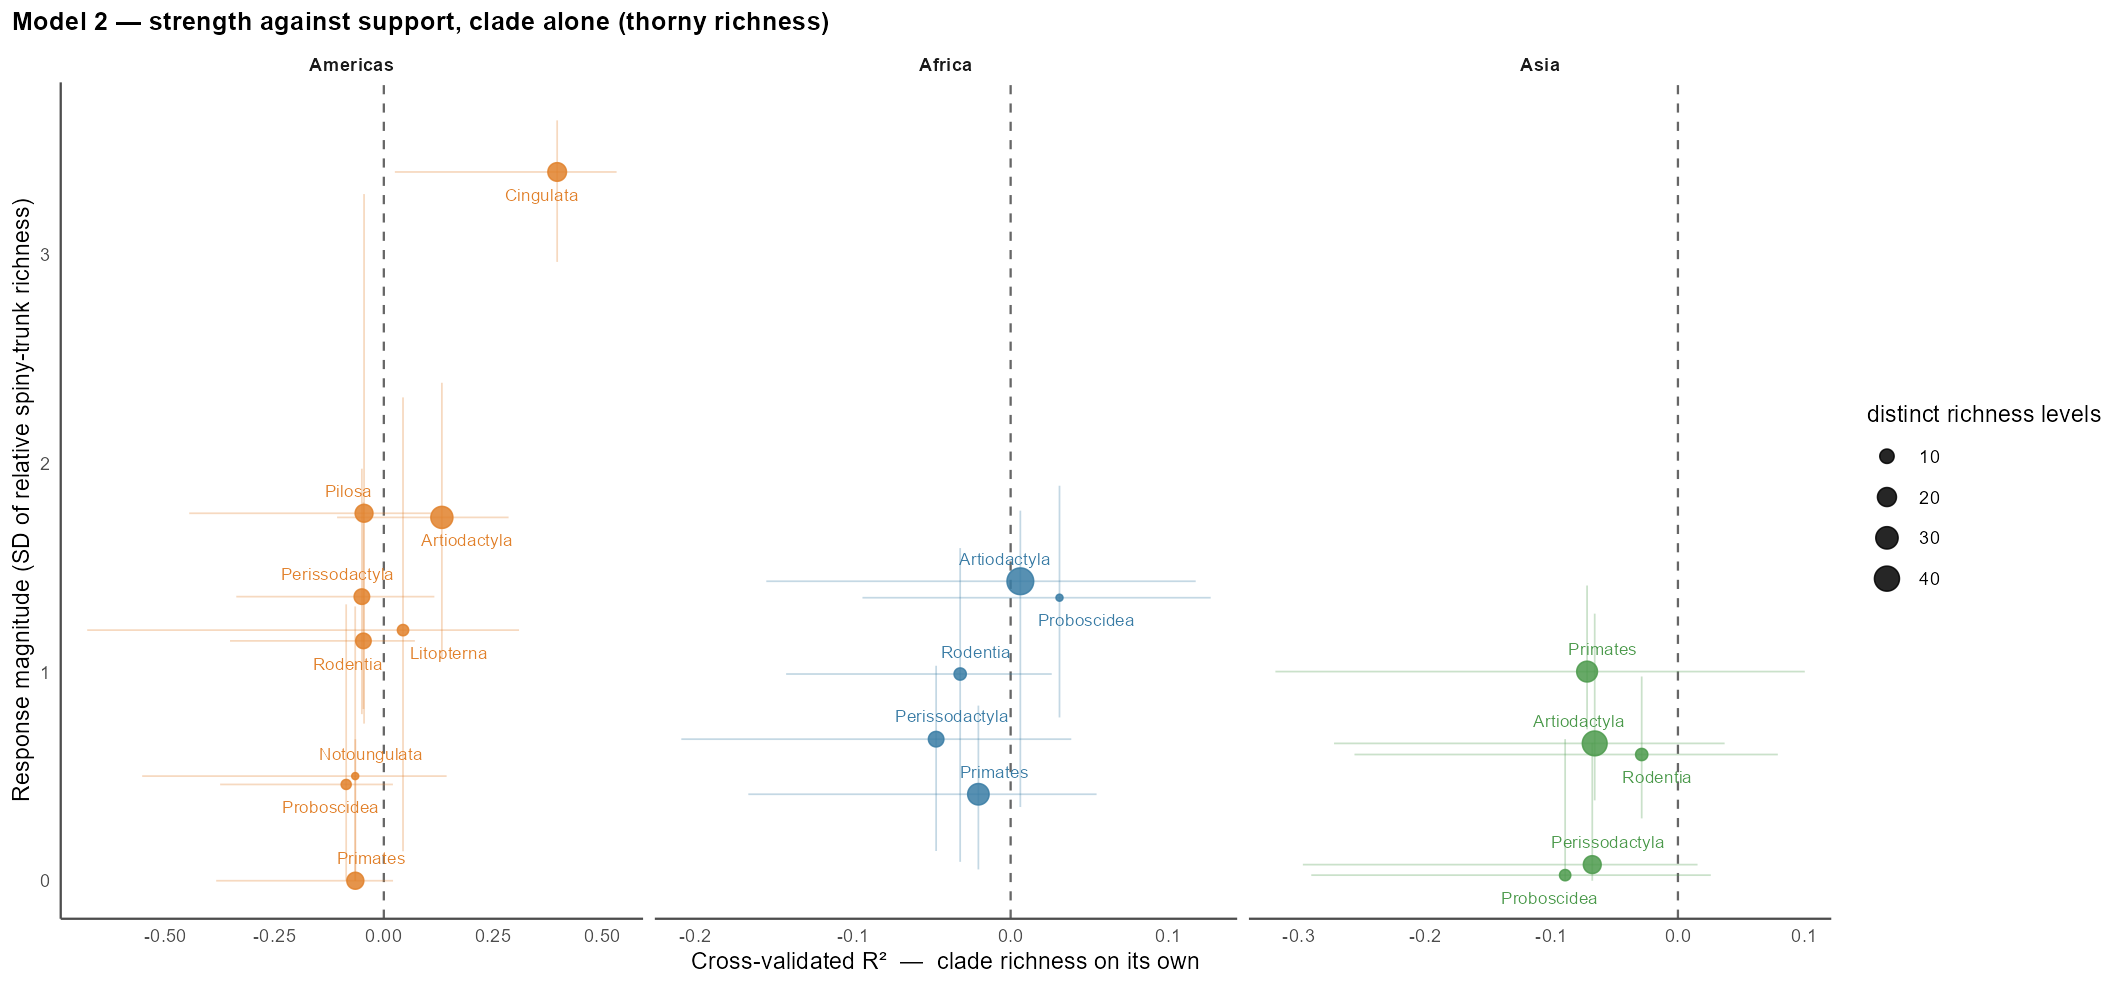 Model 2 — strength against support, clade alone (thorny richness)
Americas
Africa
Asia
Response magnitude (SD of relative spiny-trunk richness)
3
2
1
0
Cingulata
Pilosa
Artiodactyla
Perissodactyla
Litopterna
Rodentia
Notoungulata
Proboscidea
Primates
Artiodactyla
Proboscidea
Rodentia
Perissodactyla
Primates
Primates
Artiodactyla
Rodentia
Perissodactyla
Proboscidea
-0.50 -0.25 0.00 0.25 0.50
-0.2 -0.1 0.0 0.1
-0.3 -0.2 -0.1 0.0 0.1
Cross-validated R² — clade richness on its own
distinct richness levels
10
20
30
40